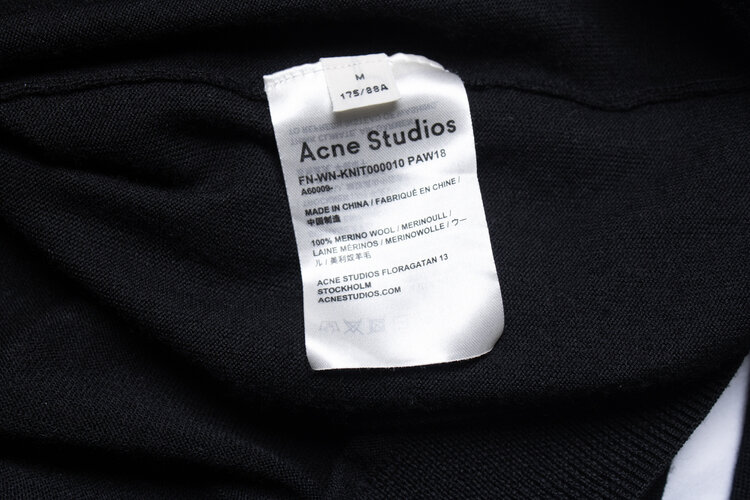 M
175/88A
Acne Studios
FN-WN-KNIT000010 PAW18
A60009-
MADE IN CHINA / FABRIQUÉ EN CHINE /
中国制造
100% MERINO WOOL / MERINOULL /
LAINE MÉRINOS / MERINOWOLLE / ウー
ル / 美利奴羊毛
ACNE STUDIOS FLORAGATAN 13
STOCKHOLM
ACNESTUDIOS.COM